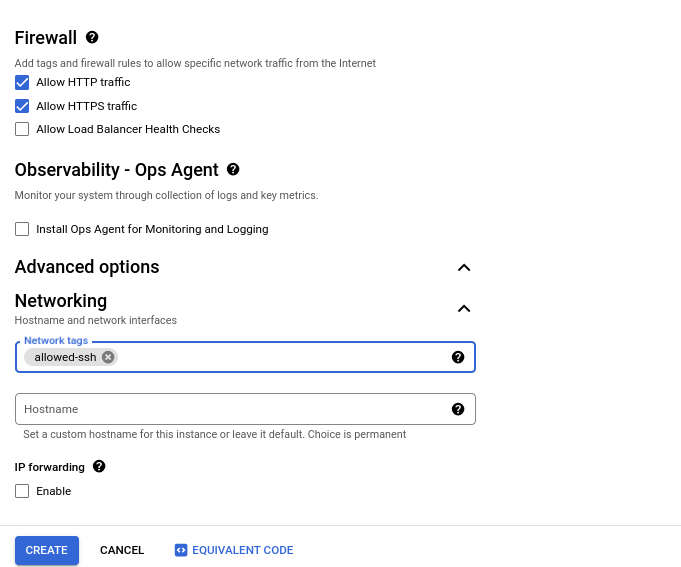 Firewall
Add tags and firewall rules to allow specific network traffic from the Internet
Allow HTTP traffic
Allow HTTPS traffic
Allow Load Balancer Health Checks
Observability - Ops Agent
Monitor your system through collection of logs and key metrics.
Install Ops Agent for Monitoring and Logging
Advanced options
Networking
Hostname and network interfaces
Network tags
allowed-ssh
Hostname
Set a custom hostname for this instance or leave it default. Choice is permanent
IP forwarding
Enable
CREATE CANCEL EQUIVALENT CODE